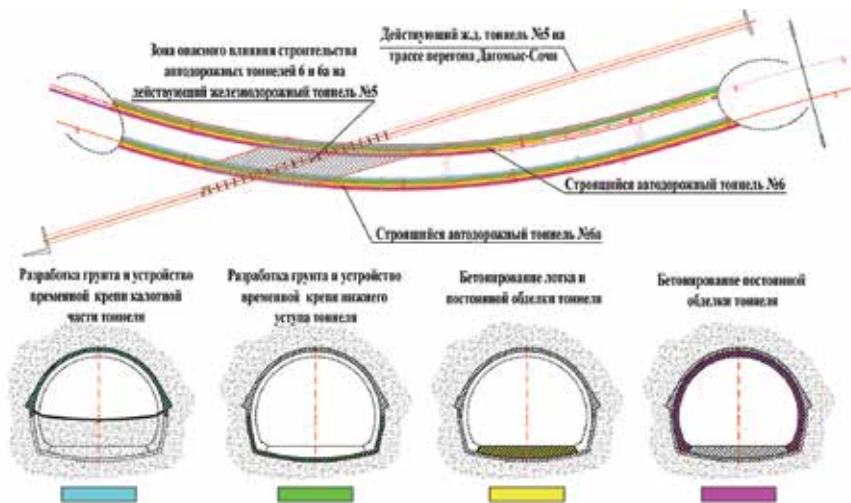 Зона опасного влияния строительства
автодорожных тоннелей 6 и 6а на
действующий железнодорожный тоннель №5
Действующий ж.д. тоннель №5 на
трассе перегона Дагомыс-Сочи
Строящийся автодорожный тоннель №6
Строящийся автодорожный тоннель №6а
Разработка грунта и устройство
временной крепи калотной
части тоннеля
Разработка грунта и устройство
временной крепи нижнего
уступа тоннеля
Бетонирование лотка и
постоянной обделки тоннеля
Бетонирование постоянной
обделки тоннеля